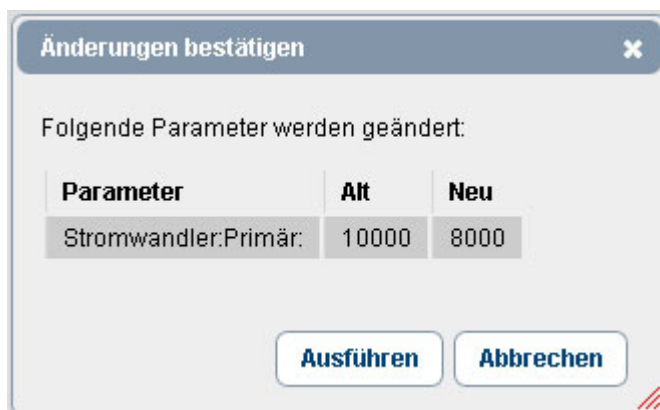 Änderungen bestätigen
Folgende Parameter werden geändert:
Parameter Alt Neu
Stromwandler:Primär: 10000 8000
Ausführen Abbrechen